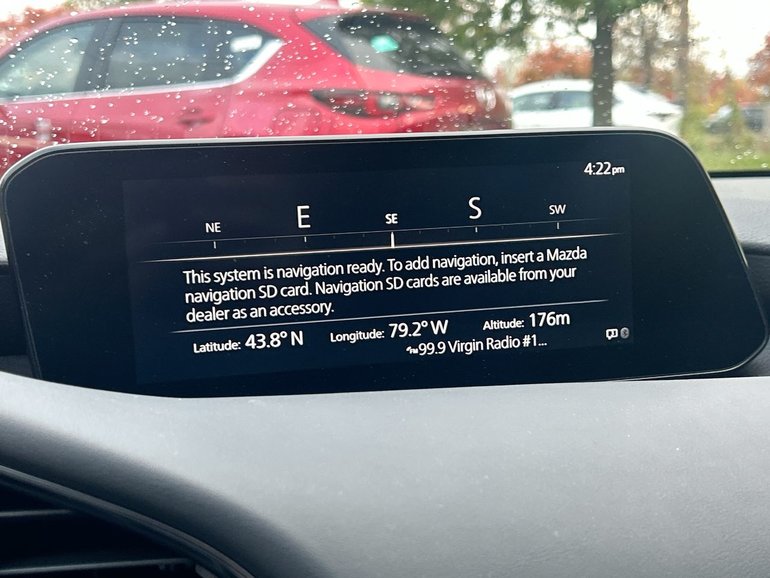 4:22pm
NE E SE S SW
This system is navigation ready. To add navigation, insert a Mazda
navigation SD card. Navigation SD cards are available from your
dealer as an accessory.
Latitude: 43.8° N Longitude: 79.2° W Altitude: 176m
FM 99.9 Virgin Radio #1...